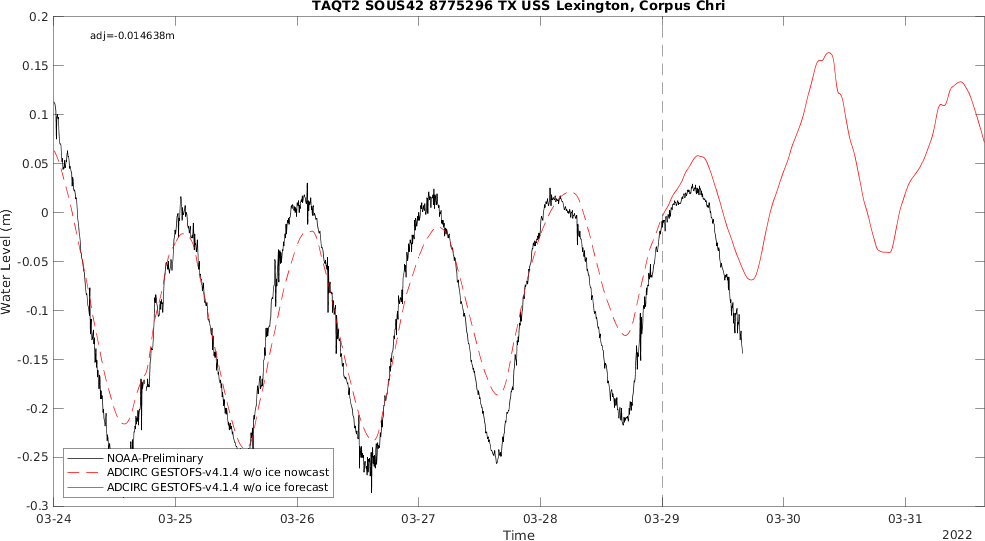 TAQT2 SOUS42 8775296 TX USS Lexington, Corpus Chri
adj=-0.014638m
0.2
0.15
0.1
0.05
0
-0.05
-0.1
-0.15
-0.2
-0.25
-0.3
Water Level (m)
NOAA-Preliminary
ADCIRC GESTOFS-v4.1.4 w/o ice nowcast
ADCIRC GESTOFS-v4.1.4 w/o ice forecast
03-24 03-25 03-26 03-27 03-28 03-29 03-30 03-31
Time
2022